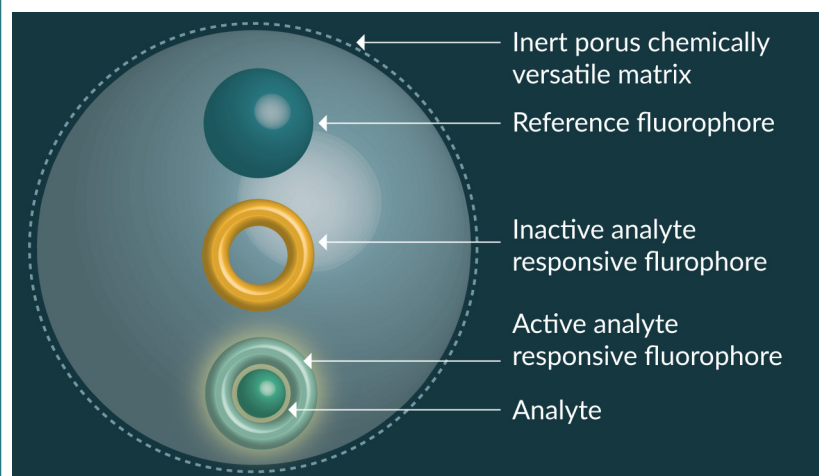 Inert porus chemically
versatile matrix
Reference fluorophore
Inactive analyte
responsive flurophore
Active analyte
responsive fluorophore
Analyte